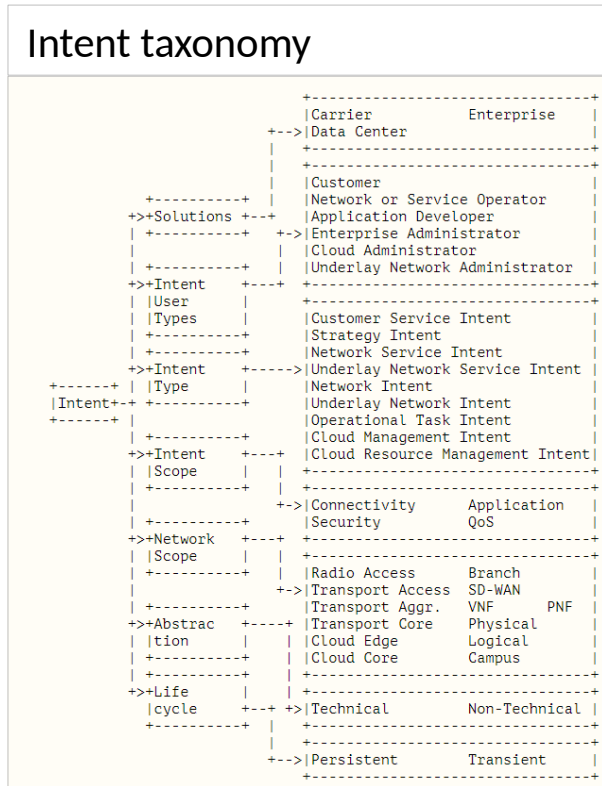 Intent taxonomy
                              +--------------------------------+
                              |Carrier           Enterprise    |
                          +-->|Data Center                     |
                          |   +--------------------------------+
                          |   +--------------------------------+
                          |   |Customer                        |
            +----------+  |   |Network or Service Operator     |
          +>+Solutions +--+   |Application Developer           |
          | +----------+   +->|Enterprise Administrator        |
          |                |  |Cloud Administrator             |
          | +----------+   |  |Underlay Network Administrator  |
          +>+Intent    +---+  +--------------------------------+
          | |User      |      +--------------------------------+
          | |Types     |      |Customer Service Intent         |
          | +----------+      |Strategy Intent                 |
          | +----------+      |Network Service Intent          |
          +>+Intent    +----->|Underlay Network Service Intent |
+------+  | |Type      |      |Network Intent                  |
|Intent+-+ +----------+      |Underlay Network Intent         |
+------+  |                   |Operational Task Intent         |
          | +----------+      |Cloud Management Intent         |
          +>+Intent    +---+  |Cloud Resource Management Intent|
          | |Scope     |   |  +--------------------------------+
          | +----------+   |  +--------------------------------+
          |                +->|Connectivity      Application   |
          | +----------+      |Security          QoS           |
          +>+Network   +---+  +--------------------------------+
          | |Scope     |   |  +--------------------------------+
          | +----------+   |  |Radio Access      Branch        |
          |                +->|Transport Access  SD-WAN        |
          | +----------+      |Transport Aggr.   VNF      PNF  |
          +>+Abstrac   +----+ |Transport Core    Physical      |
          | |tion      |    | |Cloud Edge        Logical       |
          | +----------+    | |Cloud Core        Campus        |
          | +----------+    | +--------------------------------+
          +>+Life      |    | +--------------------------------+
            |cycle     +--+ +>|Technical         Non-Technical |
            +----------+  |   +--------------------------------+
                          |   +--------------------------------+
                          +-->|Persistent        Transient     |
                              +--------------------------------+